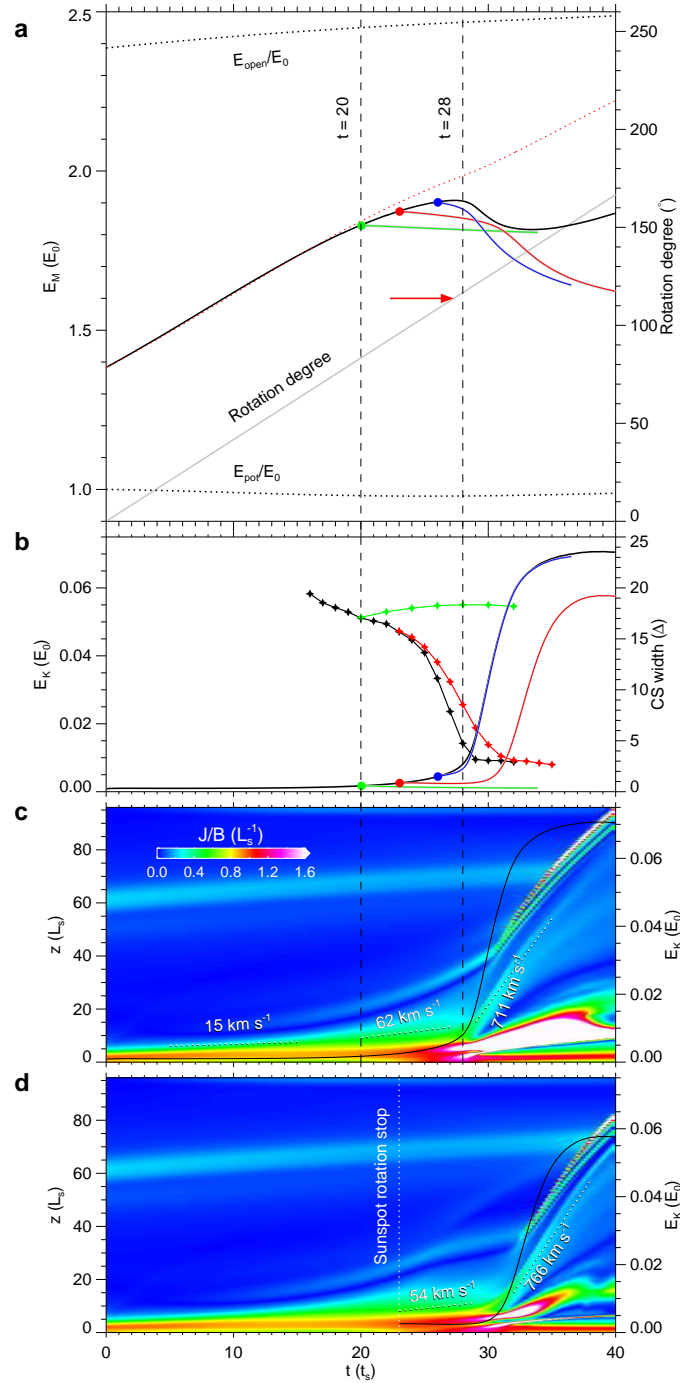 a
2.5
2.0
1.5
1.0
E_M (E_0)
E_open/E_0
t = 20
t = 28
Rotation degree
E_pot/E_0
250
200
150
100
50
0
Rotation degree (°)
b
0.06
0.04
0.02
0.00
E_K (E_0)
25
20
15
10
5
0
CS width (Δ)
c
J/B (L_s^-1)
0.0 0.4 0.8 1.2 1.6
80
60
40
20
0
z (L_s)
15 km s^-1
62 km s^-1
711 km s^-1
0.06
0.04
0.02
0.00
E_K (E_0)
d
80
60
40
20
0
z (L_s)
Sunspot rotation stop
54 km s^-1
766 km s^-1
0.06
0.04
0.02
0.00
E_K (E_0)
0 10 20 30 40
t (t_s)